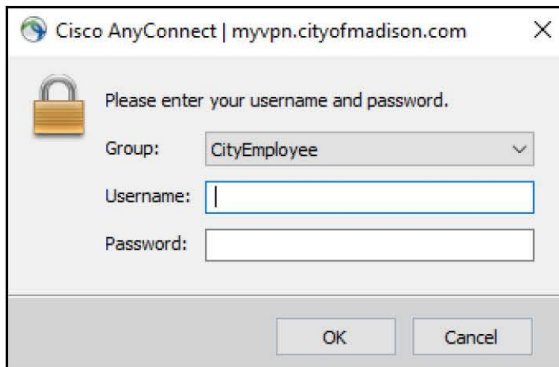 Cisco AnyConnect | myvpn.cityofmadison.com
Please enter your username and password.
Group: CityEmployee
Username:
Password:
OK Cancel